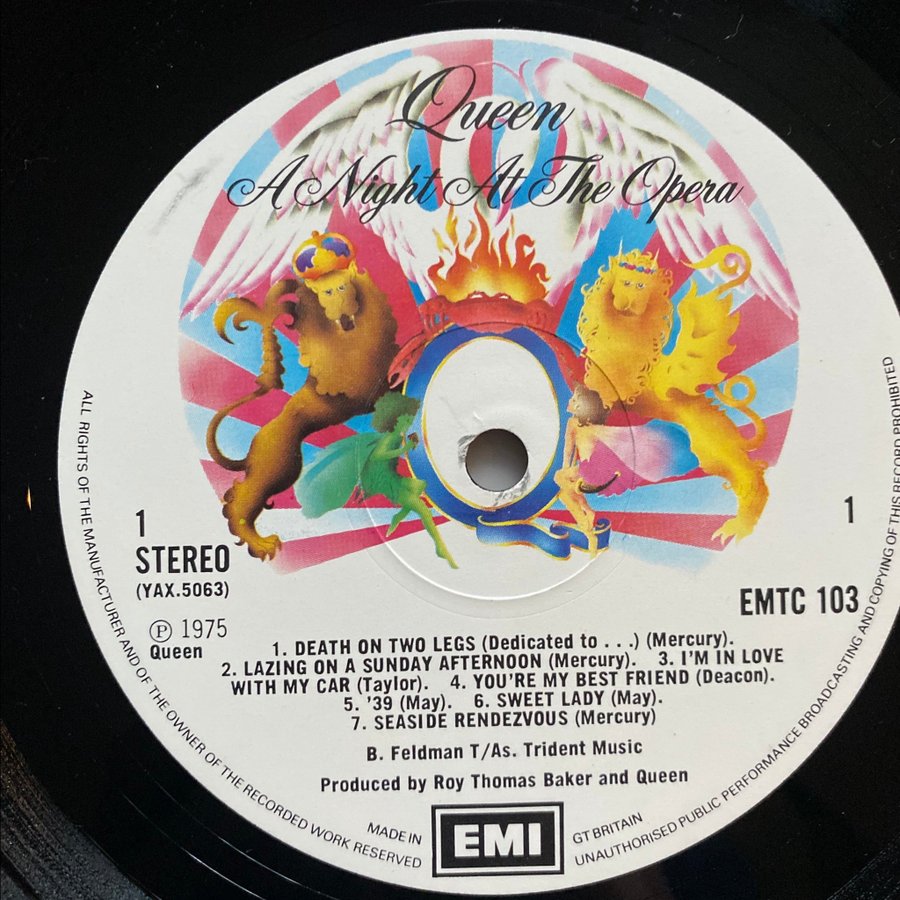 Queen
A Night At The Opera
1
STEREO
(YAX.5063)
℗ 1975
Queen
1
EMTC 103
1. DEATH ON TWO LEGS (Dedicated to . . .) (Mercury).
2. LAZING ON A SUNDAY AFTERNOON (Mercury). 3. I'M IN LOVE
WITH MY CAR (Taylor). 4. YOU'RE MY BEST FRIEND (Deacon).
5. '39 (May). 6. SWEET LADY (May).
7. SEASIDE RENDEZVOUS (Mercury)
B. Feldman T/As. Trident Music
Produced by Roy Thomas Baker and Queen
MADE IN
EMI
GT BRITAIN
ALL RIGHTS OF THE MANUFACTURER AND OF THE OWNER OF THE RECORDED WORK RESERVED
UNAUTHORISED PUBLIC PERFORMANCE BROADCASTING AND COPYING OF THIS RECORD PROHIBITED